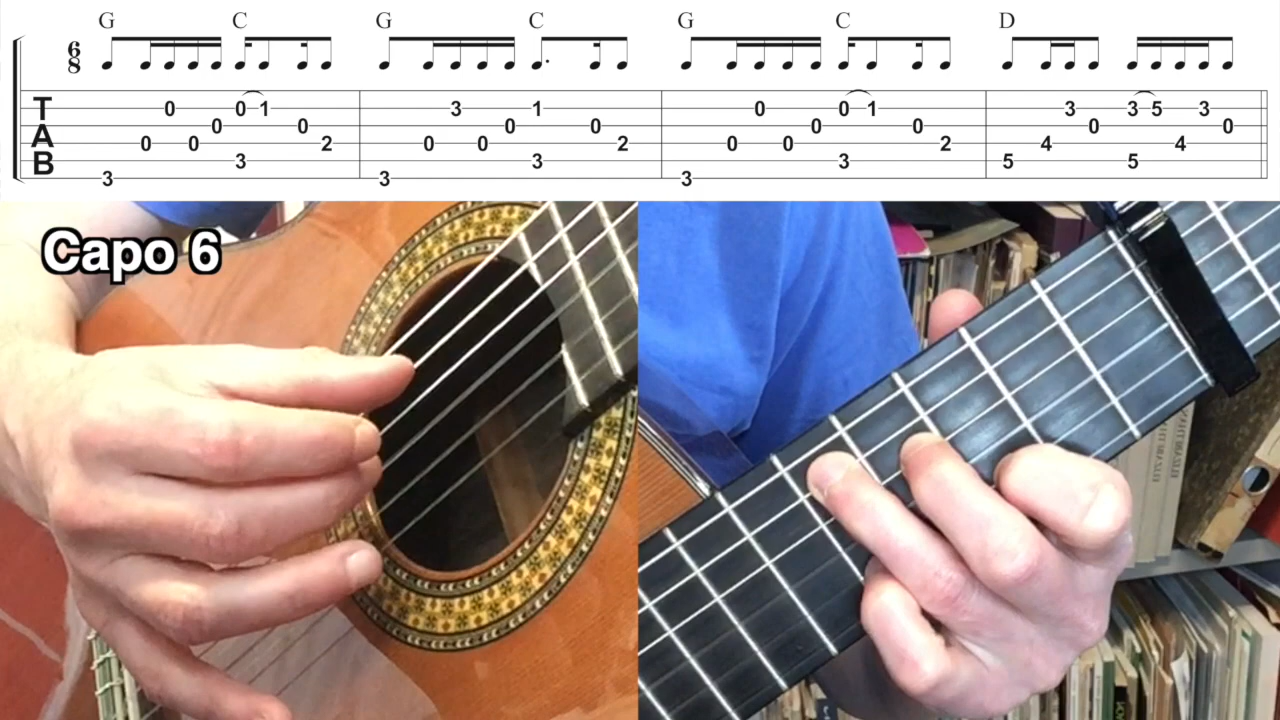 G C G C G C D
6
8
T 0 0 1 3 1 0 0 1 3 3 5 3
0 0 0 0 0 0 0 0
A 0 0 2 0 0 2 0 0 2 4 4
B 3 3 3 5 5
3 3 3
Capo 6